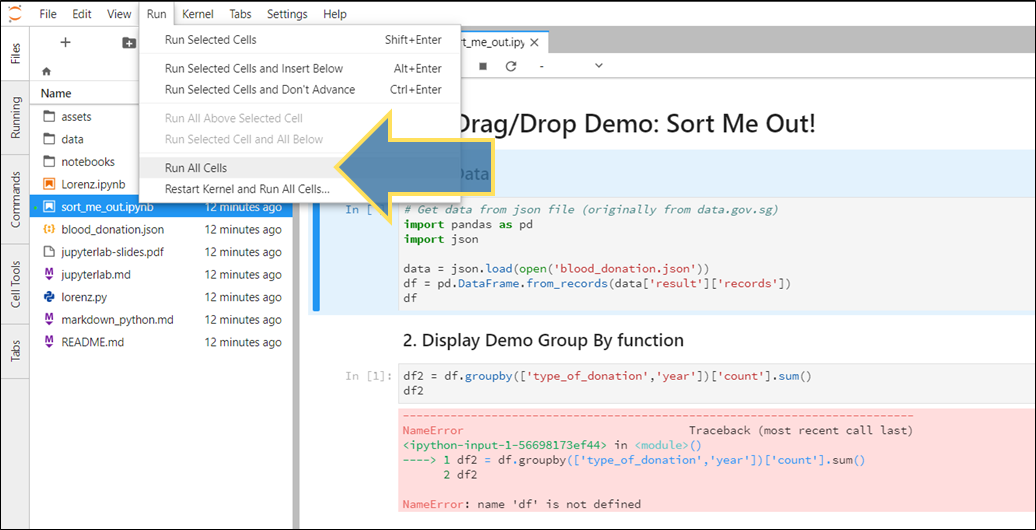 File Edit View Run Kernel Tabs Settings Help
Files
Running
Commands
Cell Tools
Tabs
Name
assets
data
notebooks
Lorenz.ipynb
sort_me_out.ipynb 12 minutes ago
blood_donation.json 12 minutes ago
jupyterlab-slides.pdf 12 minutes ago
jupyterlab.md 12 minutes ago
lorenz.py 12 minutes ago
markdown_python.md 12 minutes ago
README.md 12 minutes ago
Run Selected Cells Shift+Enter
Run Selected Cells and Insert Below Alt+Enter
Run Selected Cells and Don't Advance Ctrl+Enter
Run All Above Selected Cell
Run Selected Cell and All Below
Run All Cells
Restart Kernel and Run All Cells...
rt_me_out.ipy
Drag/Drop Demo: Sort Me Out!
Data
In [
# Get data from json file (originally from data.gov.sg)
import pandas as pd
import json
data = json.load(open('blood_donation.json'))
df = pd.DataFrame.from_records(data['result']['records'])
df
2. Display Demo Group By function
In [1]: df2 = df.groupby(['type_of_donation','year'])['count'].sum()
df2
---------------------------------------------------------------------------
NameError Traceback (most recent call last)
<ipython-input-1-56698173ef44> in <module>()
----> 1 df2 = df.groupby(['type_of_donation','year'])['count'].sum()
2 df2
NameError: name 'df' is not defined